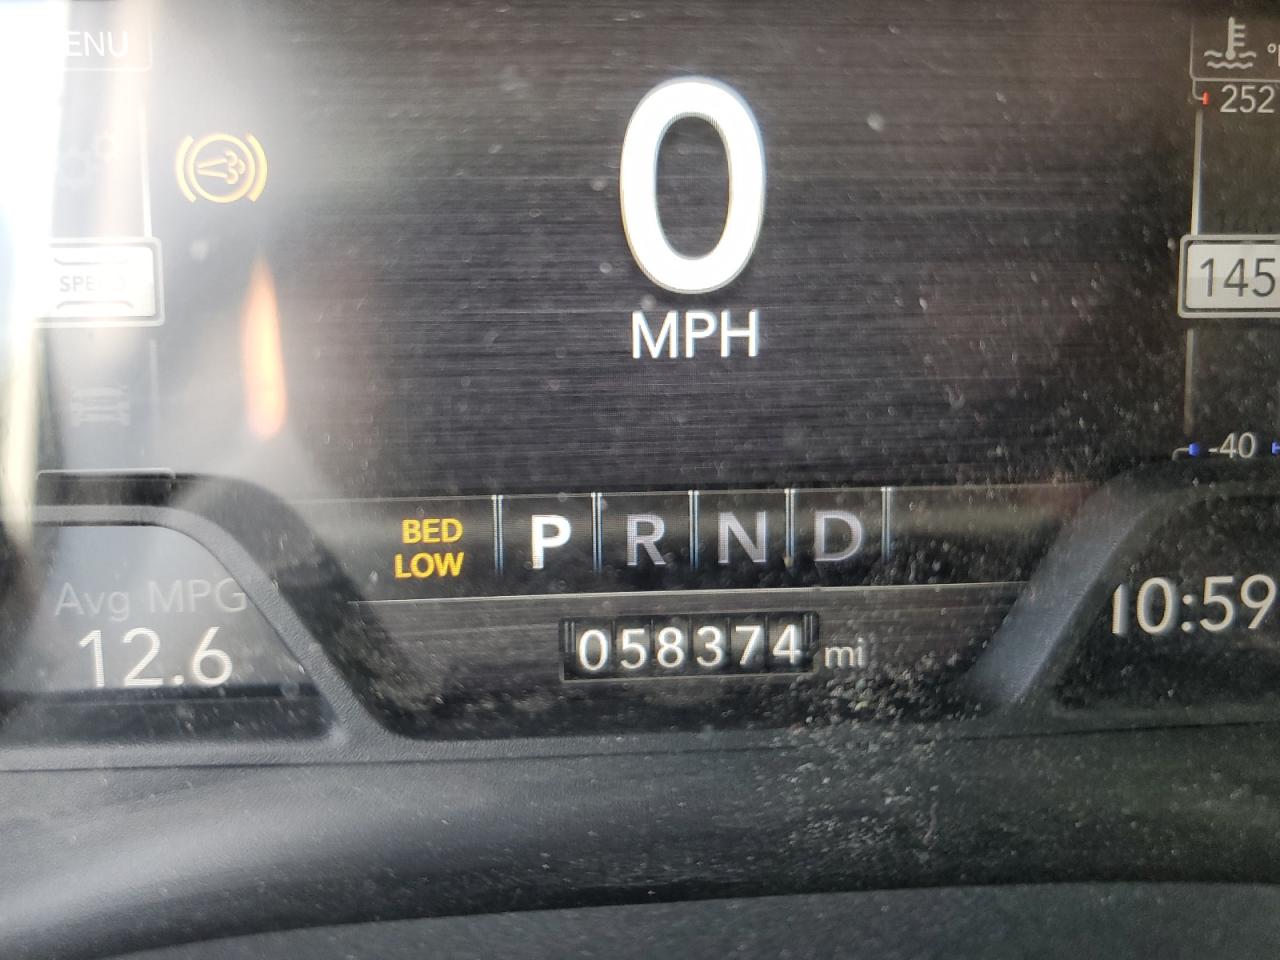 ENU
0
MPH
252
SPEED
145
-40
BED
LOW
P R N D
Avg MPG
12.6
058374 mi
10:59